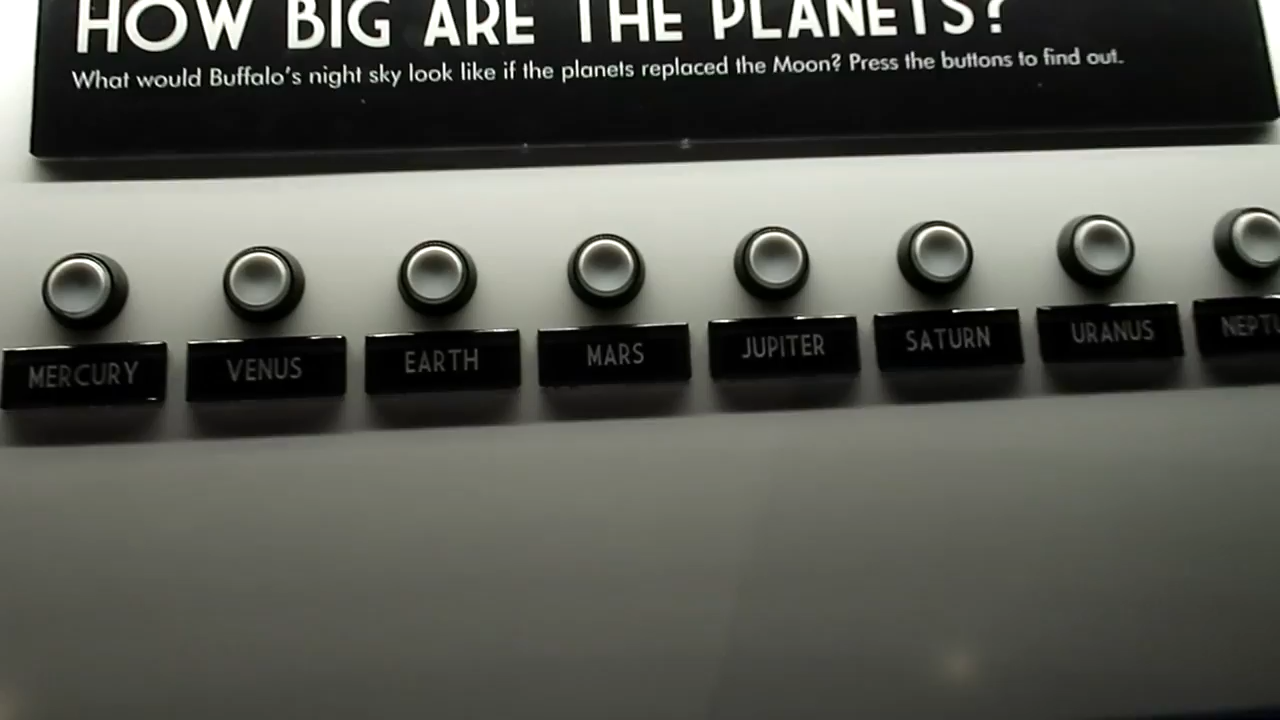 HOW BIG ARE THE PLANETS?
What would Buffalo's night sky look like if the planets replaced the Moon? Press the buttons to find out.
MERCURY
VENUS
EARTH
MARS
JUPITER
SATURN
URANUS